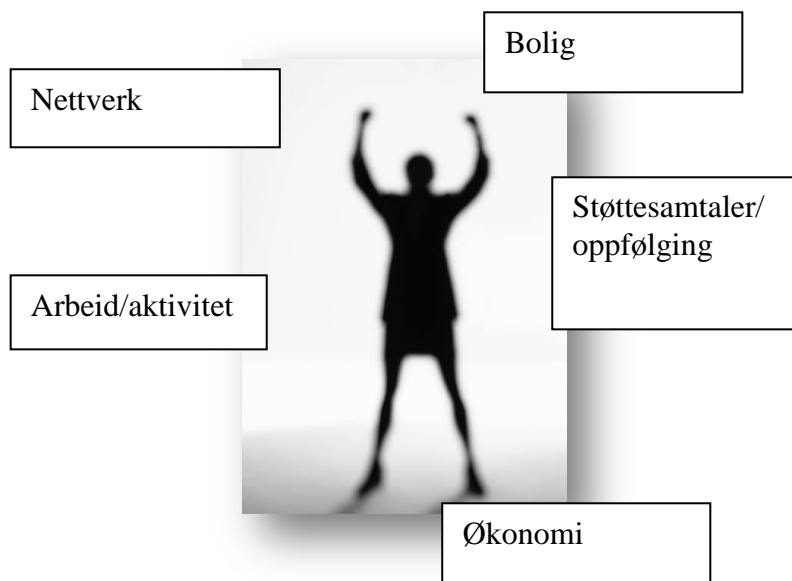 Bolig
Nettverk
Støttesamtaler/
oppfølging
Arbeid/aktivitet
Økonomi